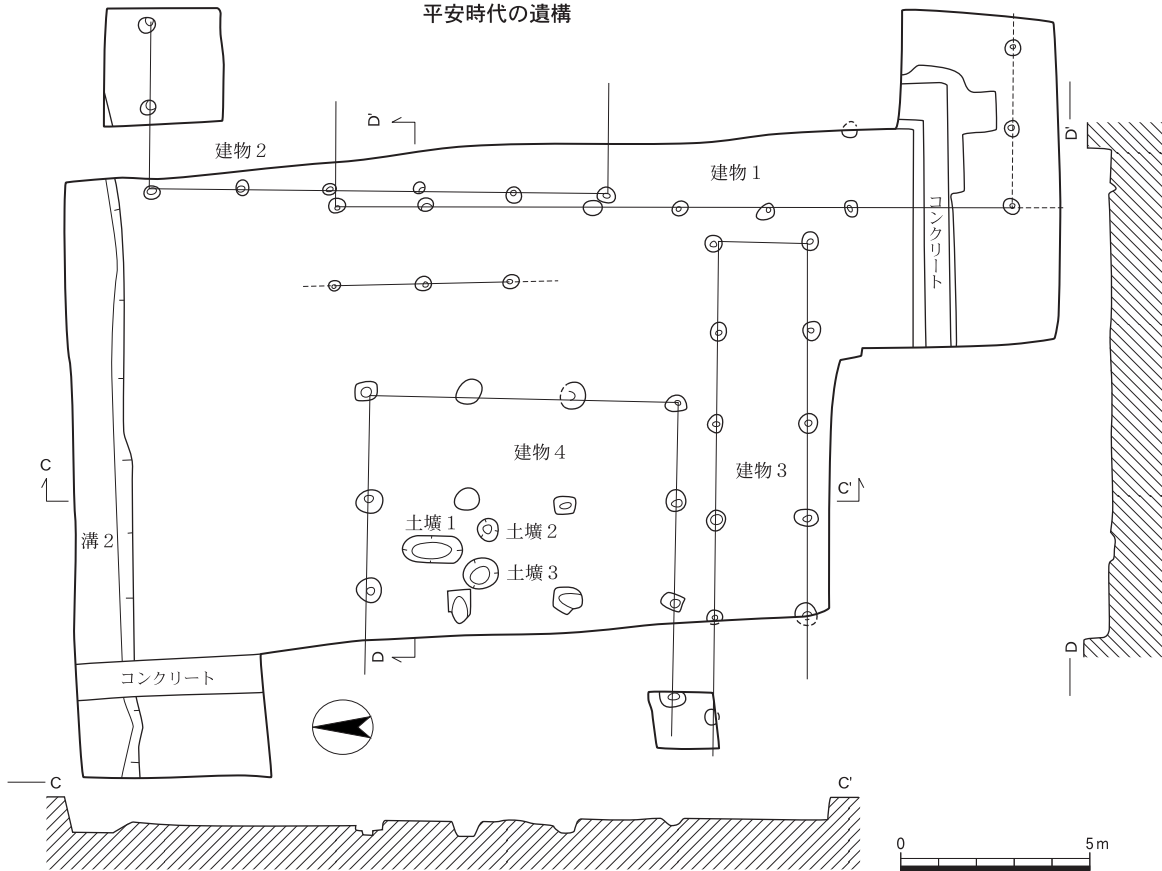 平安時代の遺構
D'
建物２
建物１
D'
コンクリート
建物４
建物３
C
C'
溝２
土壙１
土壙２
土壙３
コンクリート
D
D
C
C'
0
5m